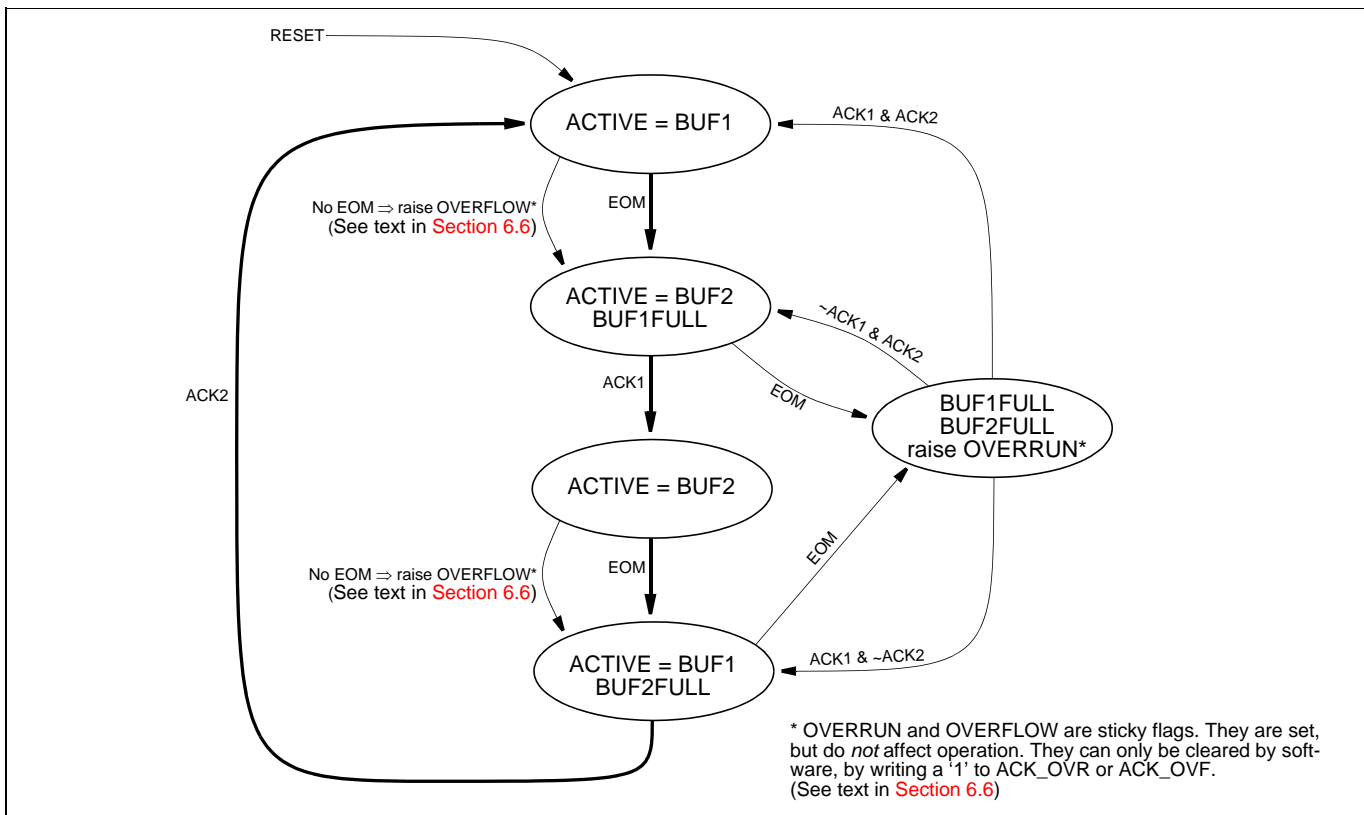 RESET
ACTIVE = BUF1
ACK1 & ACK2
No EOM ⇒ raise OVERFLOW*
(See text in Section 6.6)
EOM
ACTIVE = BUF2
BUF1FULL
~ACK1 & ACK2
ACK2
ACK1
EOM
BUF1FULL
BUF2FULL
raise OVERRUN*
ACTIVE = BUF2
EOM
No EOM ⇒ raise OVERFLOW*
(See text in Section 6.6)
EOM
ACTIVE = BUF1
BUF2FULL
ACK1 & ~ACK2
* OVERRUN and OVERFLOW are sticky flags. They are set,
but do not affect operation. They can only be cleared by soft-
ware, by writing a ‘1’ to ACK_OVR or ACK_OVF.
(See text in Section 6.6)